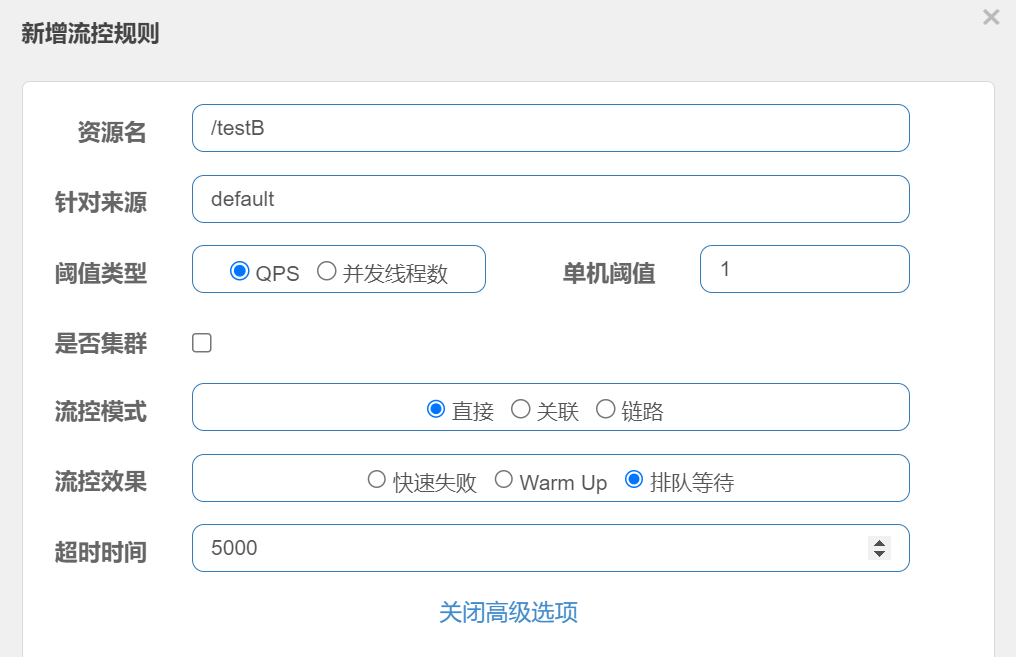 新增流控规则 ×
资源名 /testB
针对来源 default
阈值类型 QPS 并发线程数 单机阈值 1
是否集群
流控模式 直接 关联 链路
流控效果 快速失败 Warm Up 排队等待
超时时间 5000
关闭高级选项